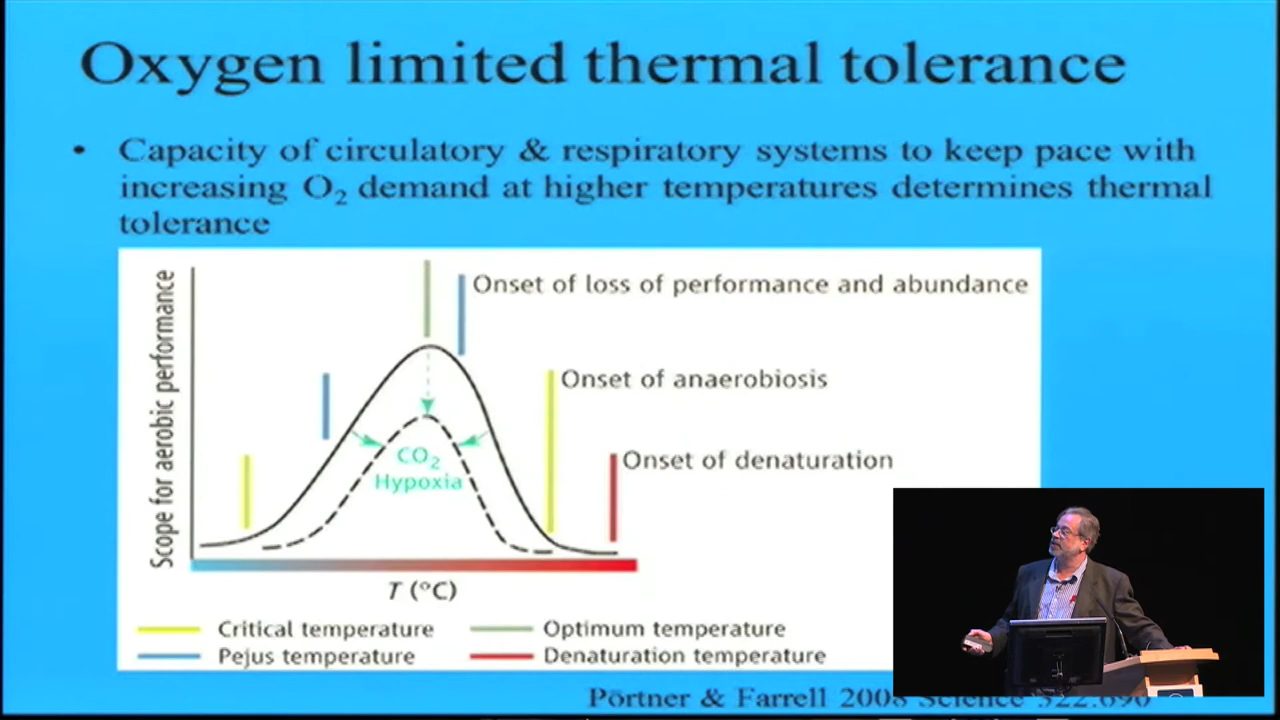 Oxygen limited thermal tolerance
• Capacity of circulatory & respiratory systems to keep pace with
increasing O₂ demand at higher temperatures determines thermal
tolerance
Scope for aerobic performance
Onset of loss of performance and abundance
Onset of anaerobiosis
Onset of denaturation
CO₂
Hypoxia
T (°C)
Critical temperature
Optimum temperature
Pejus temperature
Denaturation temperature
Pörtner & Farrell 2008 Science 322:690